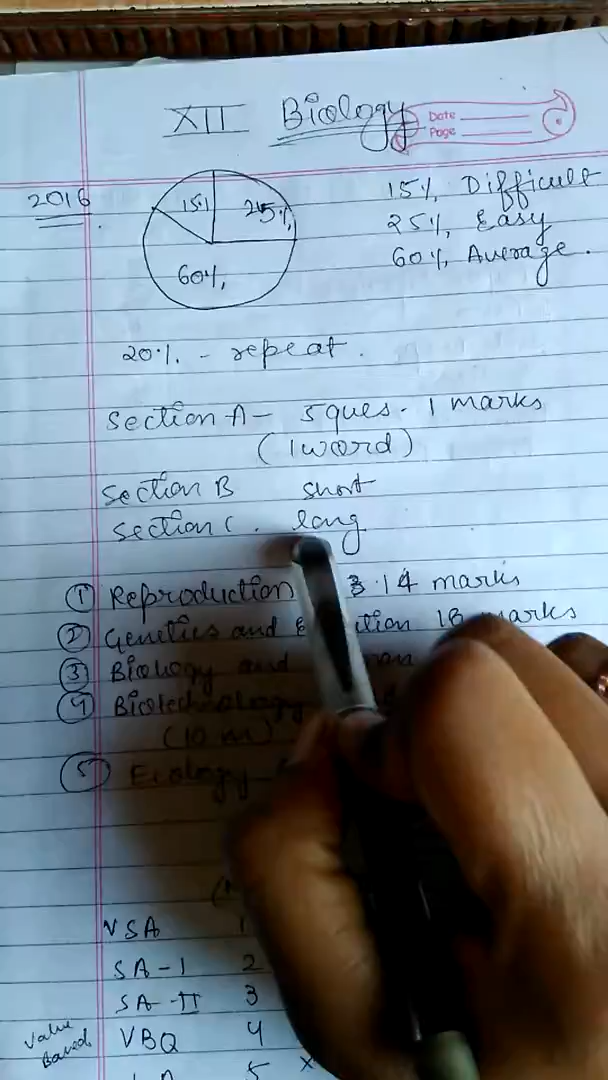 XII Biology
Date
Page
2016
15%
25%
60%
15% Difficult
25% Easy
60% Average.
20% - repeat.
Section A - 5 ques. 1 marks
(1 word)
Section B short
Section C. long
① Reproduction 14 marks
② Genetics and 18 marks
③ Biology and
④ Biotechnology
(10 m)
⑤ Ecology
VSA 1
SA-I 2
SA-II 3
Value Based VBQ 4
5 x